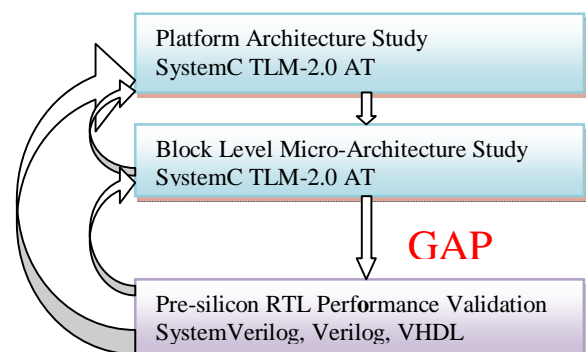 Platform Architecture Study
SystemC TLM-2.0 AT
Block Level Micro-Architecture Study
SystemC TLM-2.0 AT
GAP
Pre-silicon RTL Performance Validation
SystemVerilog, Verilog, VHDL